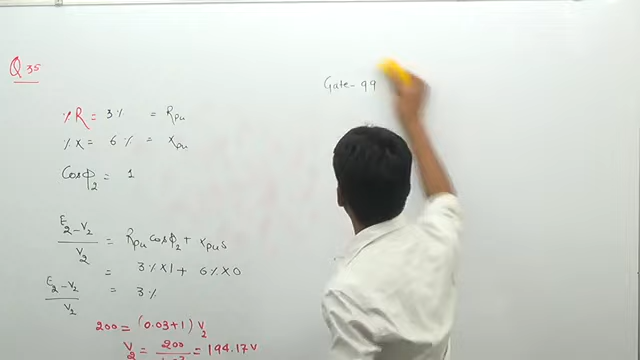 Q.35
%R = 3% = Rpu
%X = 6% = Xpu
Cosφ2 = 1
E2-V2/V2 = Rpu cosφ2 + Xpu s
= 3% X 1 + 6% X 0
E2-V2/V2 = 3%
200 = (0.03+1) V2
V2 = 200/ = 194.17V
Gate-99